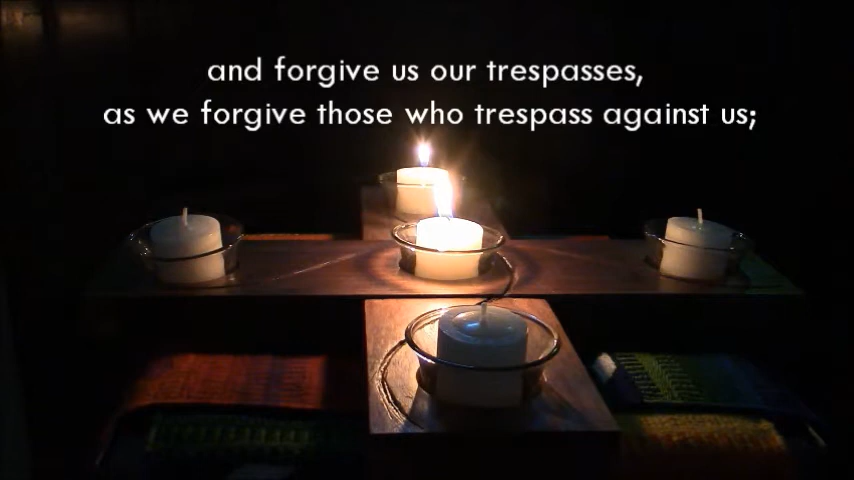 and forgive us our trespasses,
as we forgive those who trespass against us;